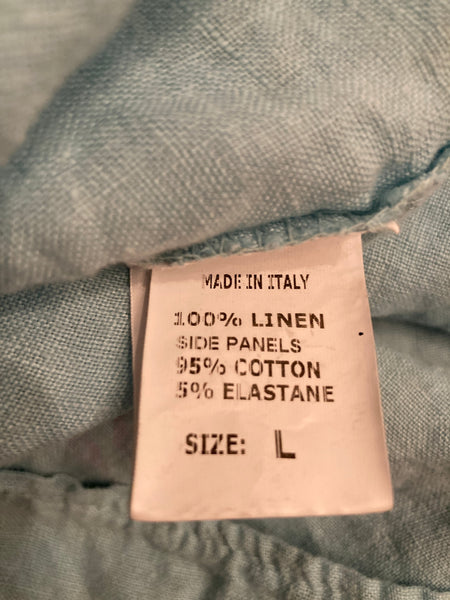 MADE IN ITALY
100% LINEN
SIDE PANELS
95% COTTON
5% ELASTANE
SIZE: L